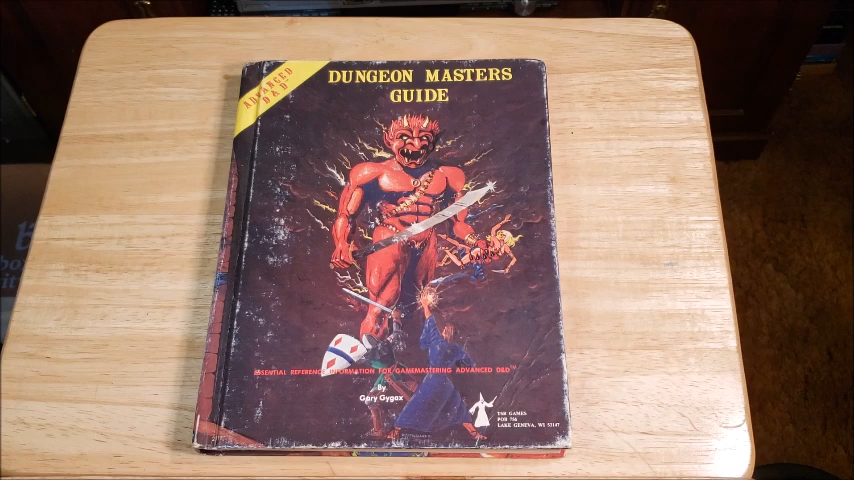 ADVANCED
D & D
DUNGEON MASTERS
GUIDE
ESSENTIAL REFERENCE INFORMATION FOR GAMEMASTERING ADVANCED D&D
By
Gary Gygax
TSR GAMES
POB 756
LAKE GENEVA, WI 53147